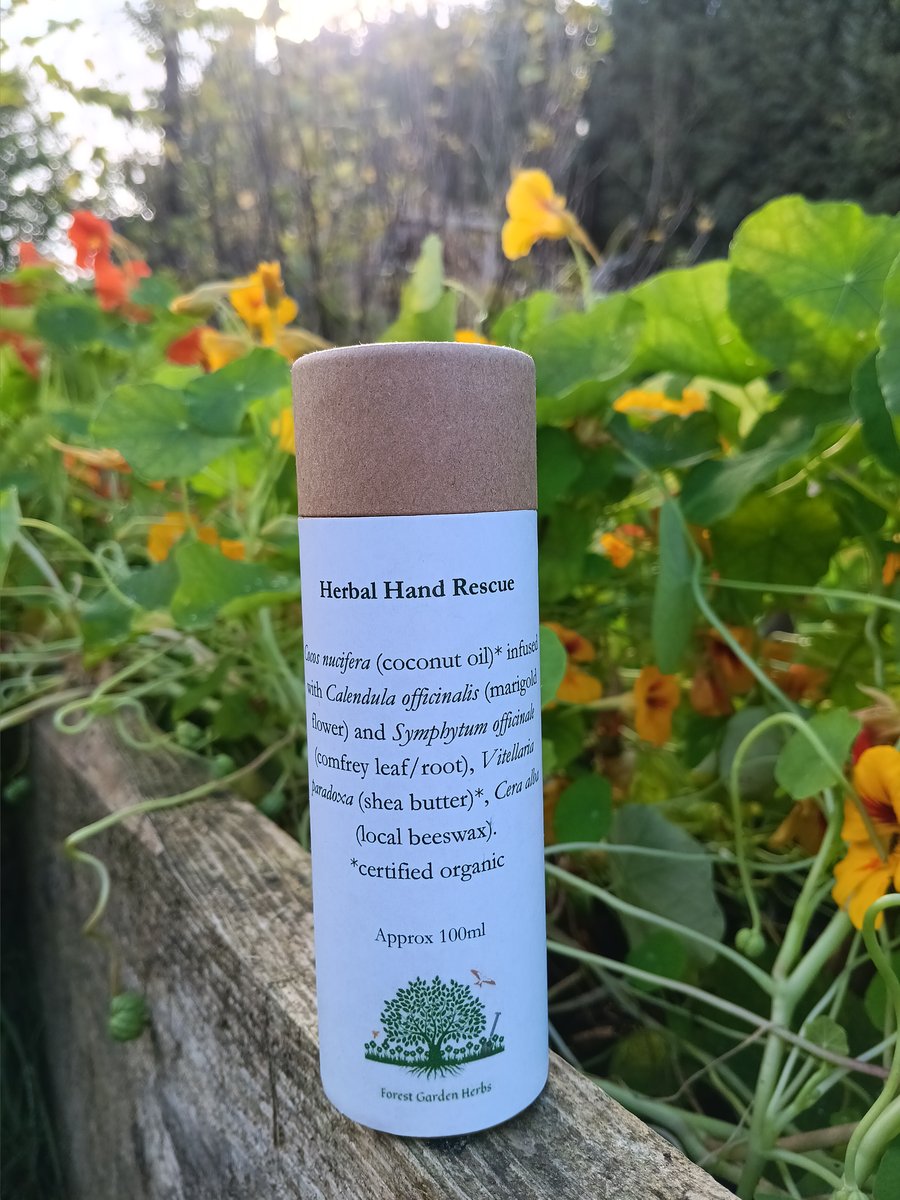 Herbal Hand Rescue
Cocos nucifera (coconut oil)* infused
with Calendula officinalis (marigold
flower) and Symphytum officinale
(comfrey leaf/root), Vitellaria
paradoxa (shea butter)*, Cera alba
(local beeswax).
*certified organic
Approx 100ml
Forest Garden Herbs